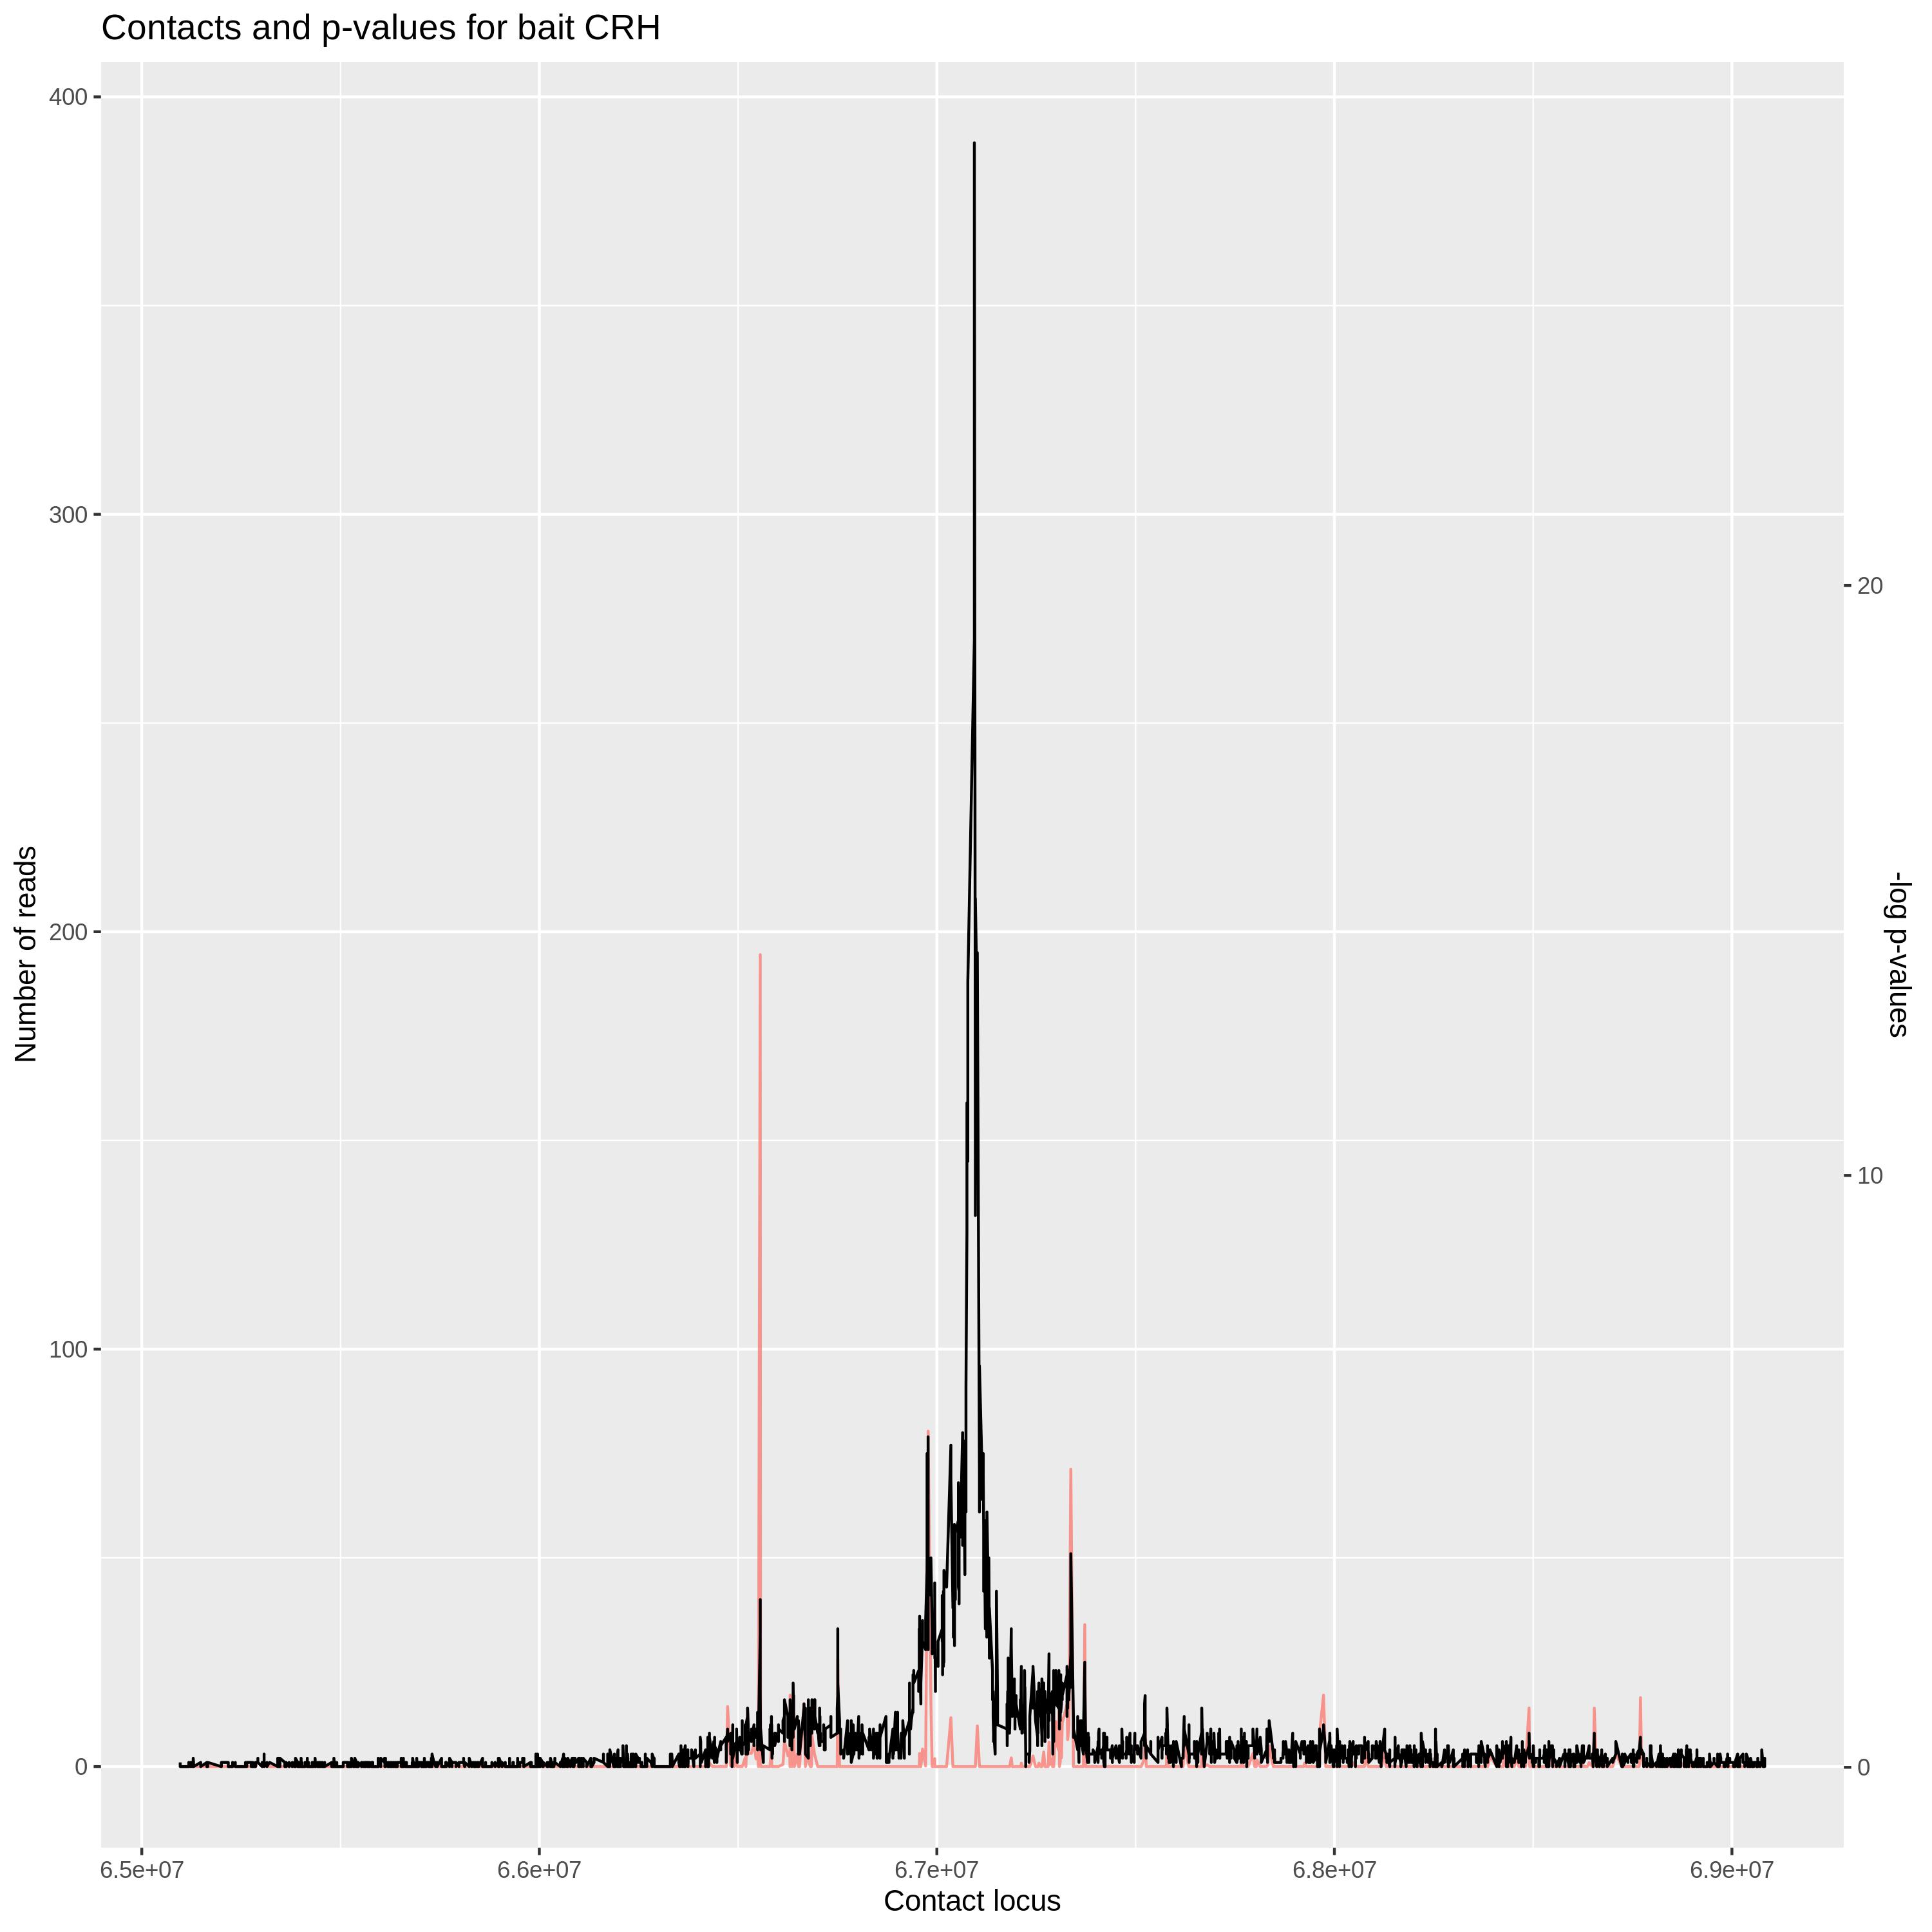 Contacts and p-values for bait CRH
400
300
200
100
0
Number of reads
20
10
0
-log p-values
6.5e+07
6.6e+07
6.7e+07
6.8e+07
6.9e+07
Contact locus